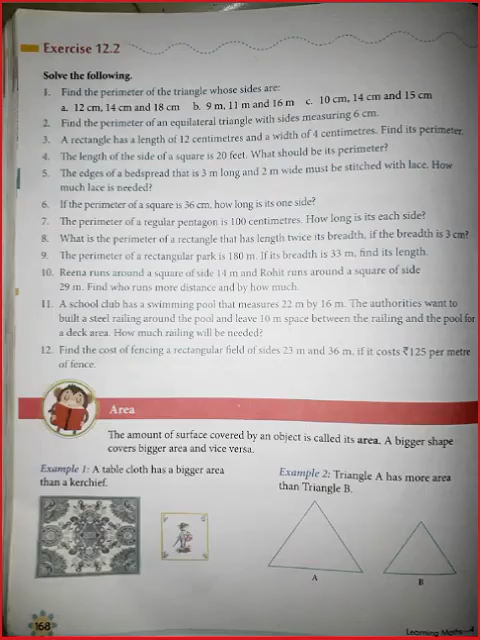 Exercise 12.2
Solve the following.
1. Find the perimeter of the triangle whose sides are:
a. 12 cm, 14 cm and 18 cm b. 9 m, 11 m and 16 m c. 10 cm, 14 cm and 15 cm
2. Find the perimeter of an equilateral triangle with sides measuring 6 cm.
3. A rectangle has a length of 12 centimetres and a width of 4 centimetres. Find its perimeter.
4. The length of the side of a square is 20 feet. What should be its perimeter?
5. The edges of a bedspread that is 3 m long and 2 m wide must be stitched with lace. How
much lace is needed?
6. If the perimeter of a square is 36 cm, how long is its one side?
7. The perimeter of a regular pentagon is 100 centimetres. How long is its each side?
8. What is the perimeter of a rectangle that has length twice its breadth, if the breadth is 3 cm?
9. The perimeter of a rectangular park is 180 m. If its breadth is 33 m, find its length.
10. Reena runs around a square of side 14 m and Rohit runs around a square of side
29 m. Find who runs more distance and by how much.
11. A school club has a swimming pool that measures 22 m by 16 m. The authorities want to
built a steel railing around the pool and leave 10 m space between the railing and the pool for
a deck area. How much railing will be needed?
12. Find the cost of fencing a rectangular field of sides 23 m and 36 m, if it costs ₹125 per metre
of fence.
Area
The amount of surface covered by an object is called its area. A bigger shape
covers bigger area and vice versa.
Example 1: A table cloth has a bigger area
than a kerchief.
Example 2: Triangle A has more area
than Triangle B.
A
B
168
Learning Maths—4